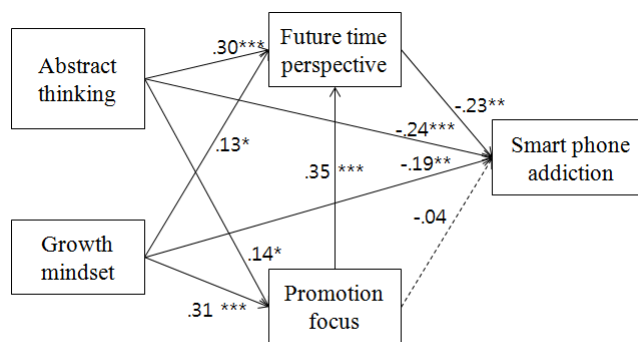 Abstract
thinking
Future time
perspective
Smart phone
addiction
Growth
mindset
Promotion
focus
.30***
-.23**
-.24***
.13*
-.19**
.35 ***
-.04
.14*
.31 ***